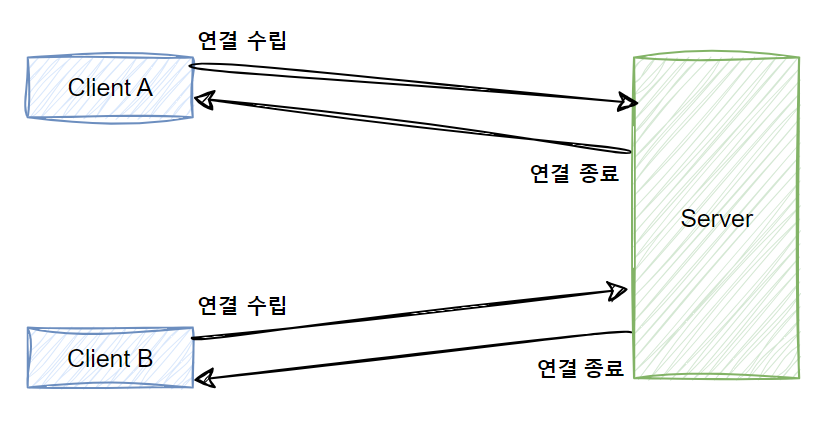 연결 수립
Client A
연결 종료
Server
연결 수립
Client B
연결 종료